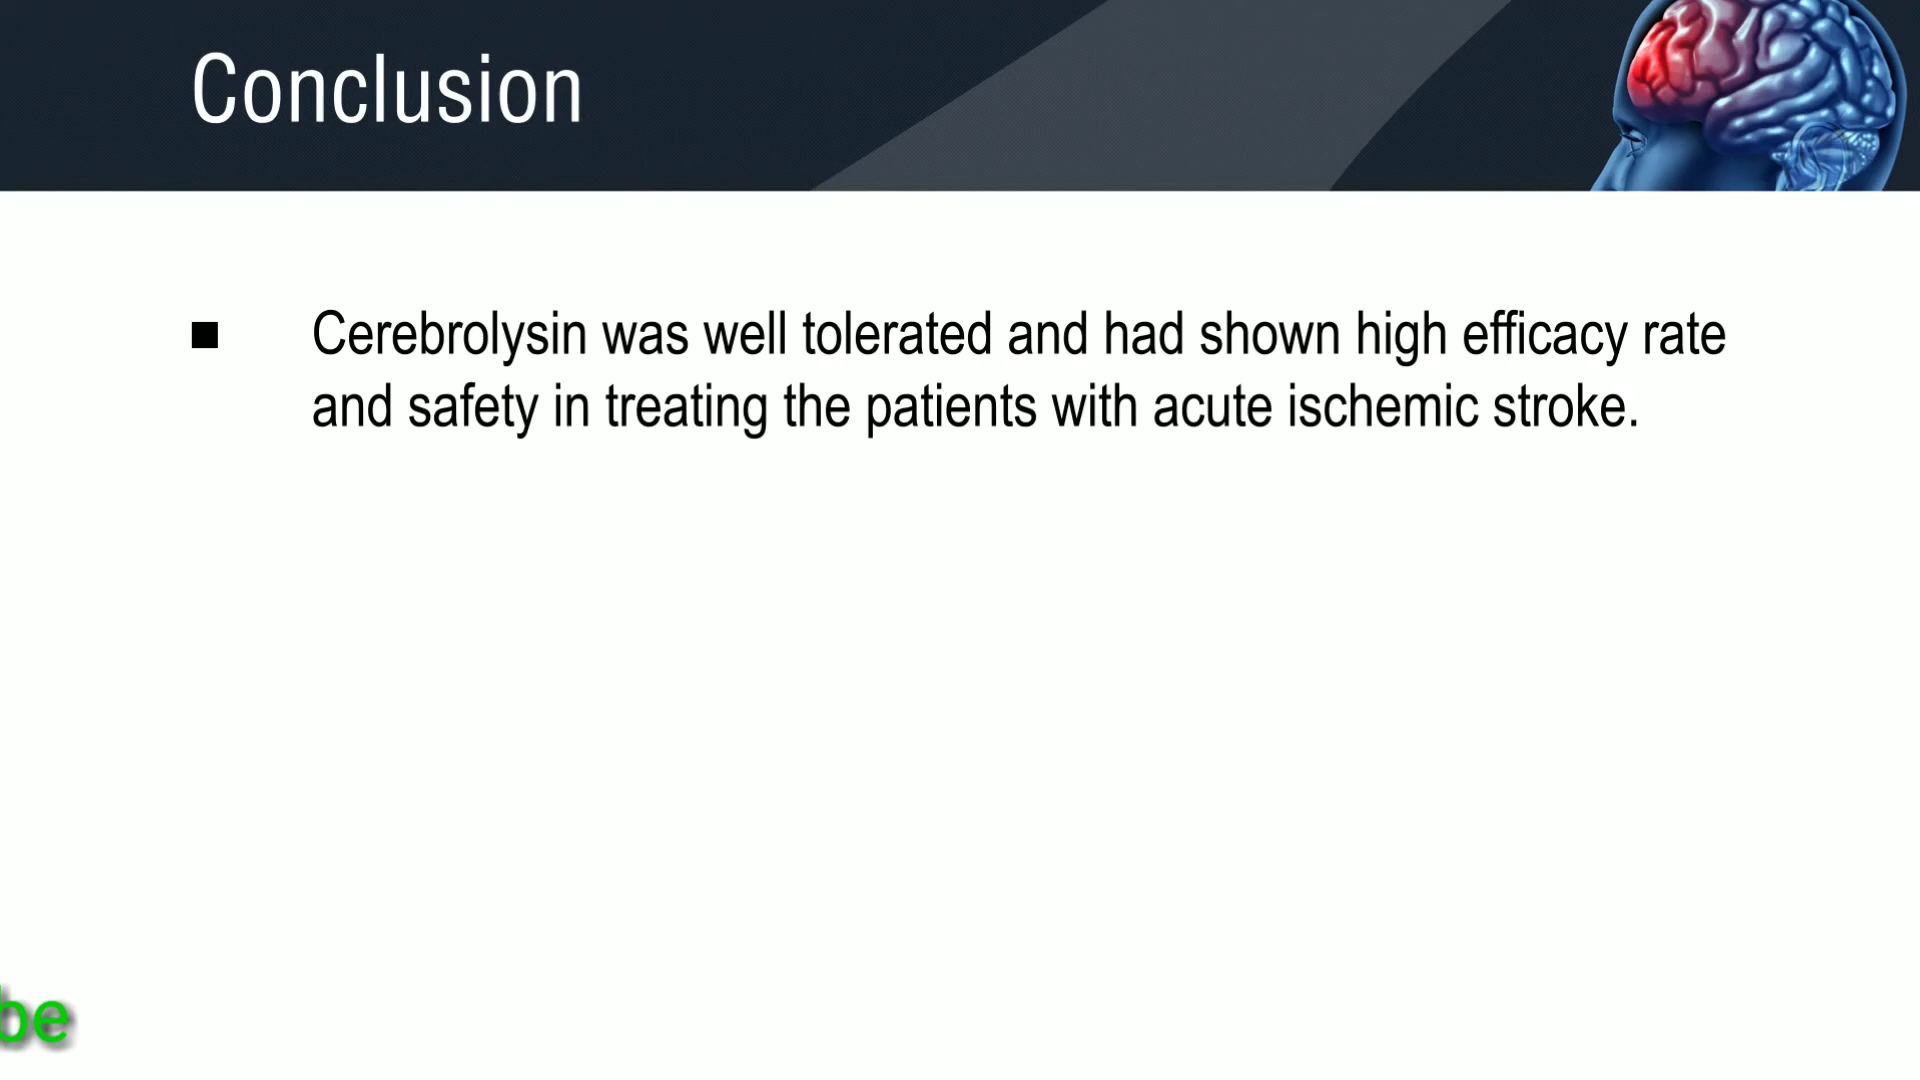 Conclusion
■ Cerebrolysin was well tolerated and had shown high efficacy rate
and safety in treating the patients with acute ischemic stroke.
be